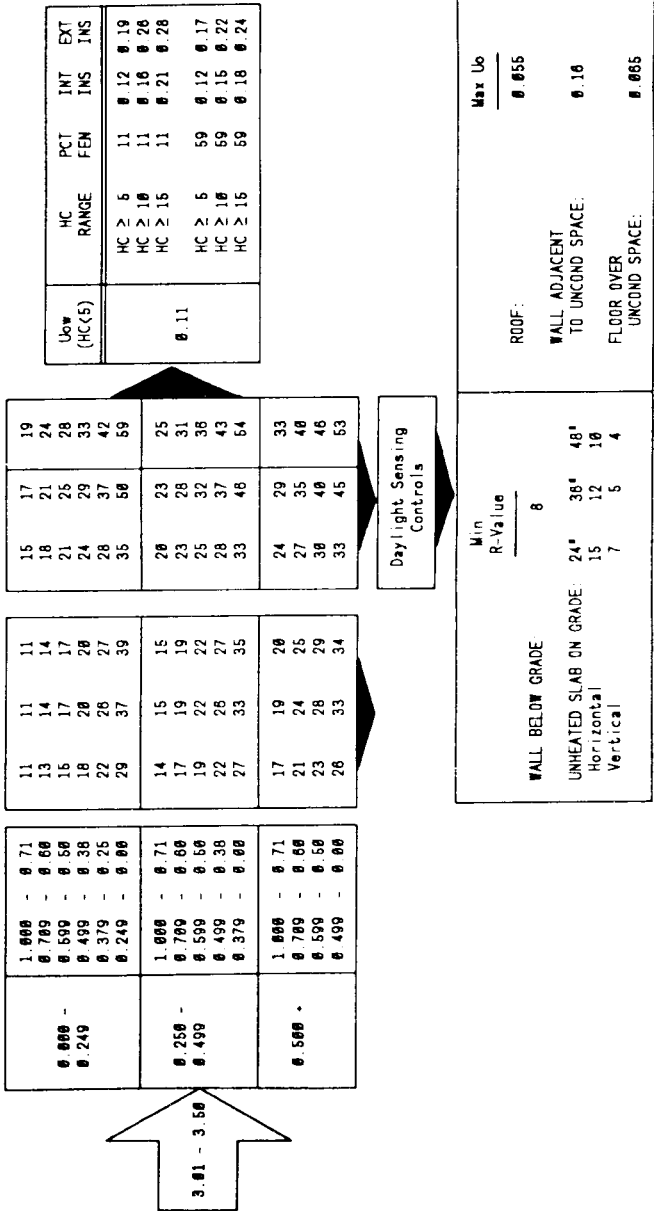 Uow (HC<5) HC RANGE PCT FEN INT INS EXT INS
0.000 - 0.249
1.000 - 0.71 11 11 11 15 17 19
0.709 - 0.60 13 14 14 18 21 24
0.599 - 0.50 15 17 17 21 25 28
0.499 - 0.38 18 20 20 24 29 33
0.379 - 0.25 22 26 27 28 37 42
0.249 - 0.00 29 37 39 35 50 59
3.01 - 3.50
0.250 - 0.499
1.000 - 0.71 14 15 15 20 23 25
0.709 - 0.60 17 19 19 23 28 31
0.599 - 0.50 19 22 22 25 32 36
0.499 - 0.38 22 26 27 28 37 43
0.379 - 0.00 27 33 35 33 46 54
0.500 +
1.000 - 0.71 17 19 20 24 29 33
0.709 - 0.60 21 24 25 27 35 40
0.599 - 0.50 23 28 29 30 40 46
0.499 - 0.00 26 33 34 33 45 53
0.11
HC ≥ 5 11 0.12 0.19
HC ≥ 10 11 0.16 0.26
HC ≥ 15 11 0.21 0.28
HC ≥ 5 59 0.12 0.17
HC ≥ 10 59 0.15 0.22
HC ≥ 15 59 0.18 0.24
Daylight Sensing
Controls
Min
R-Value
WALL BELOW GRADE 8
UNHEATED SLAB ON GRADE: 24" 36" 48"
Horizontal 15 12 10
Vertical 7 5 4
Max Uo
ROOF: 0.055
WALL ADJACENT
TO UNCOND SPACE: 0.16
FLOOR OVER
UNCOND SPACE: 0.065